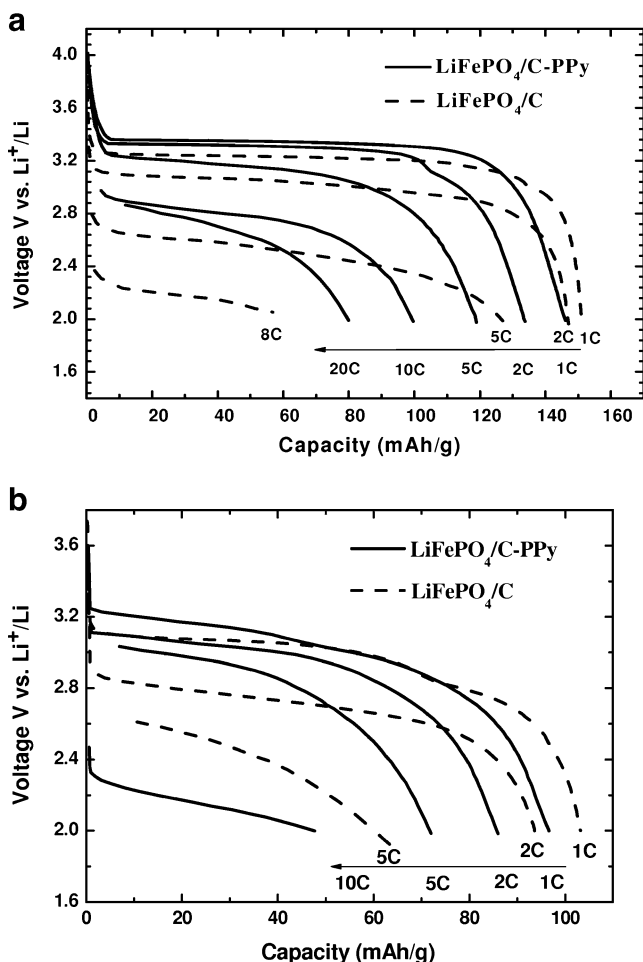 a
4.0
3.6
3.2
2.8
2.4
2.0
1.6
Voltage V vs. Li⁺/Li
LiFePO₄/C-PPy
LiFePO₄/C
8C 5C 2C 1C
20C 10C 5C 2C 1C
0 20 40 60 80 100 120 140 160
Capacity (mAh/g)
b
3.6
3.2
2.8
2.4
2.0
1.6
Voltage V vs. Li⁺/Li
LiFePO₄/C-PPy
LiFePO₄/C
5C 2C 1C
10C 5C 2C 1C
0 20 40 60 80 100
Capacity (mAh/g)